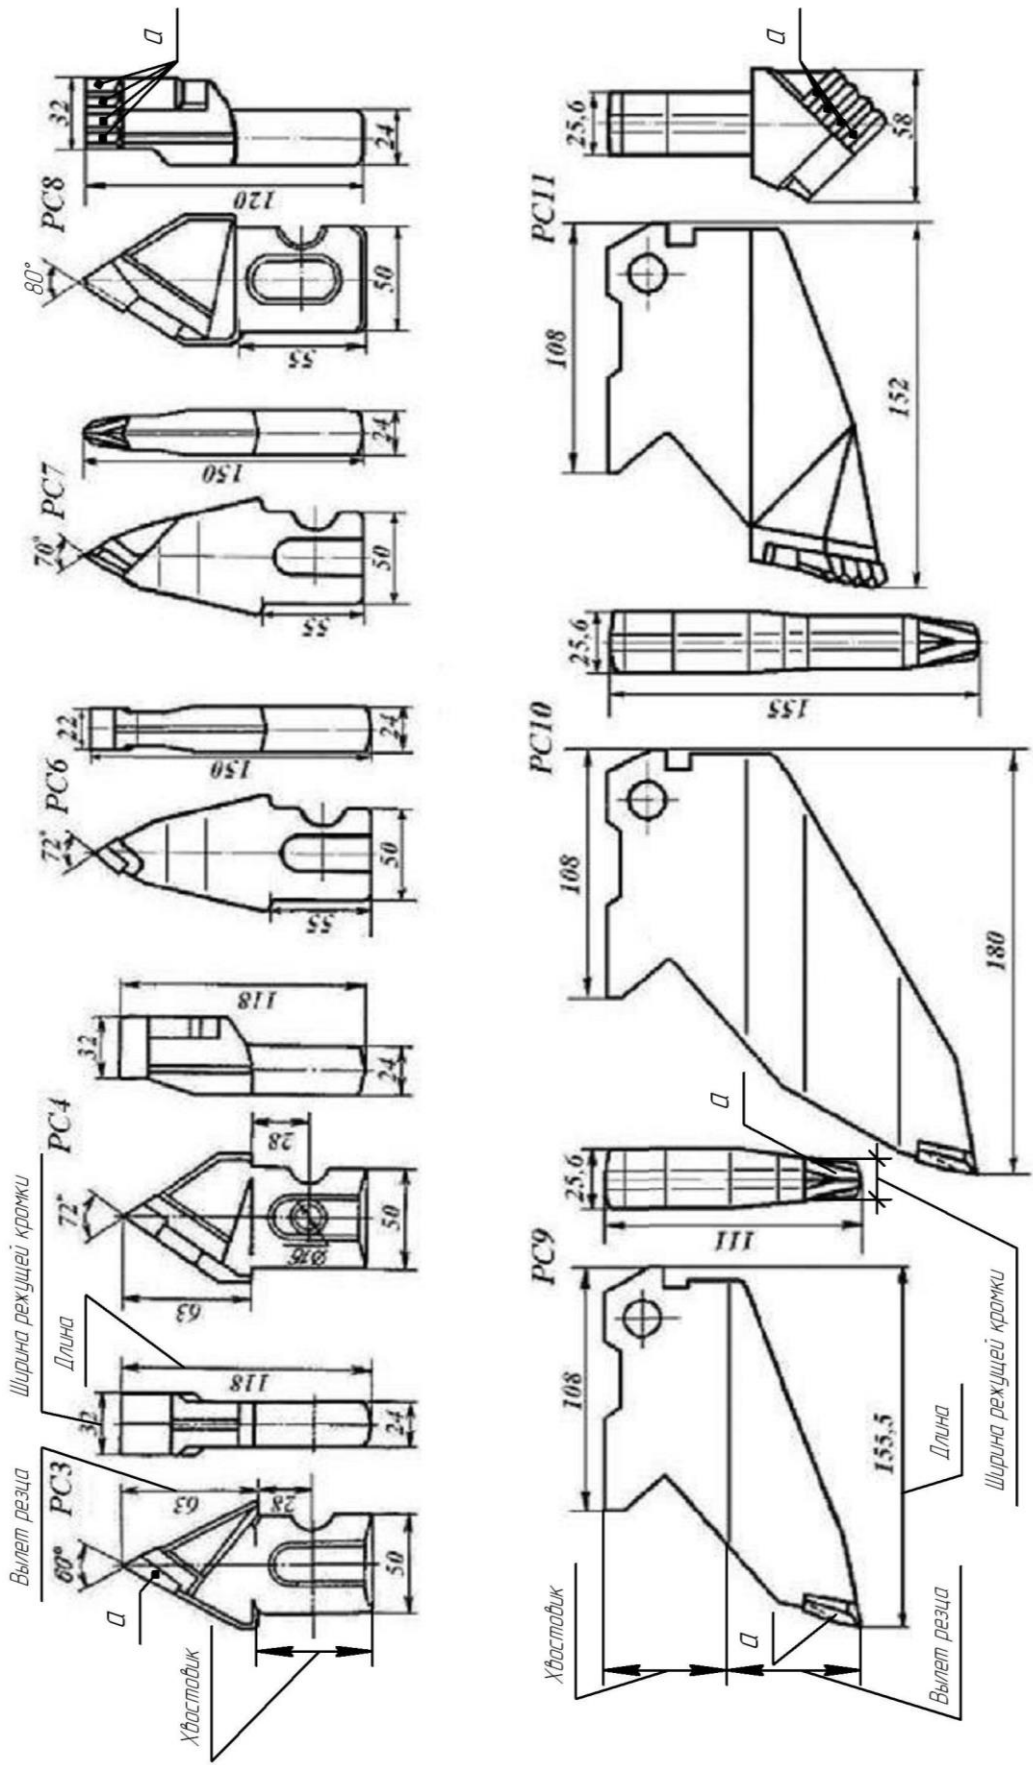 Вылет резца
Ширина режущей кромки
Длина
Хвостовик
а
РС3
60°
63
28
50
32
118
24
РС4
72°
63
28
Ø16
50
32
118
24
РС6
72°
55
50
22
150
24
РС7
70°
55
50
150
24
РС8
80°
55
50
32
120
24
а
Хвостовик
Вылет резца
Длина
Ширина режущей кромки
а
а
РС9
108
155,5
25,6
111
РС10
108
180
25,6
155
РС11
108
152
25,6
58
а